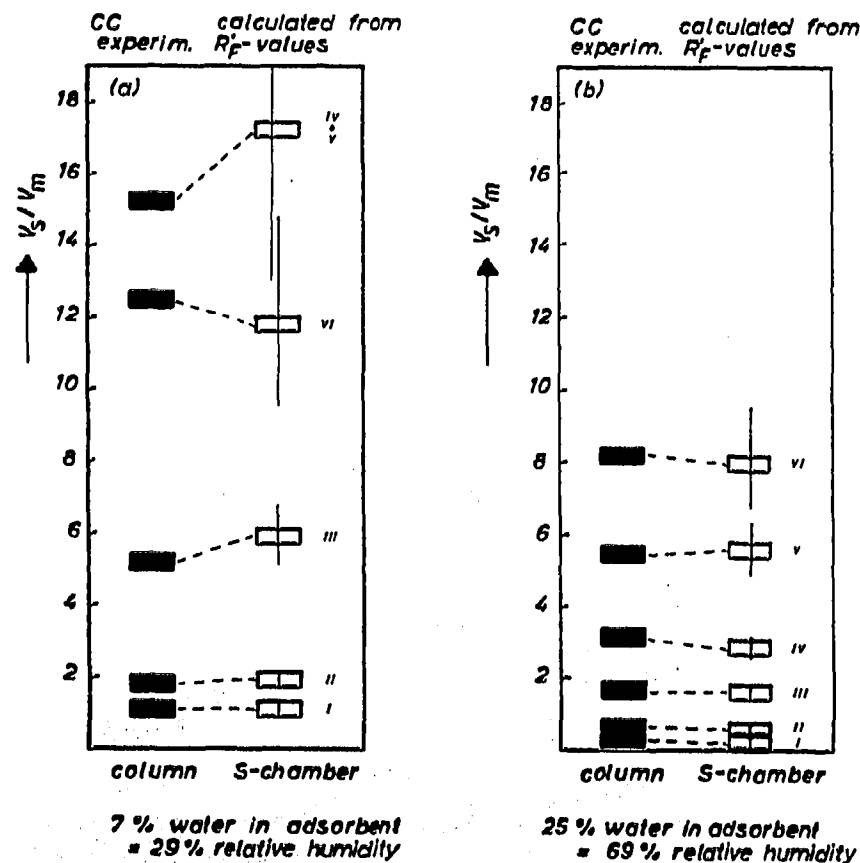 CC experim.
calculated from R'F-values
(a)
18
16
14
12
10
8
6
4
2
Vs/Vm
IV
+
V
VI
III
II
I
column
S-chamber
7 % water in adsorbent
= 29 % relative humidity
CC experim.
calculated from R'F-values
(b)
18
16
14
12
10
8
6
4
2
Vs/Vm
VI
V
IV
III
II
I
column
S-chamber
25 % water in adsorbent
= 69 % relative humidity